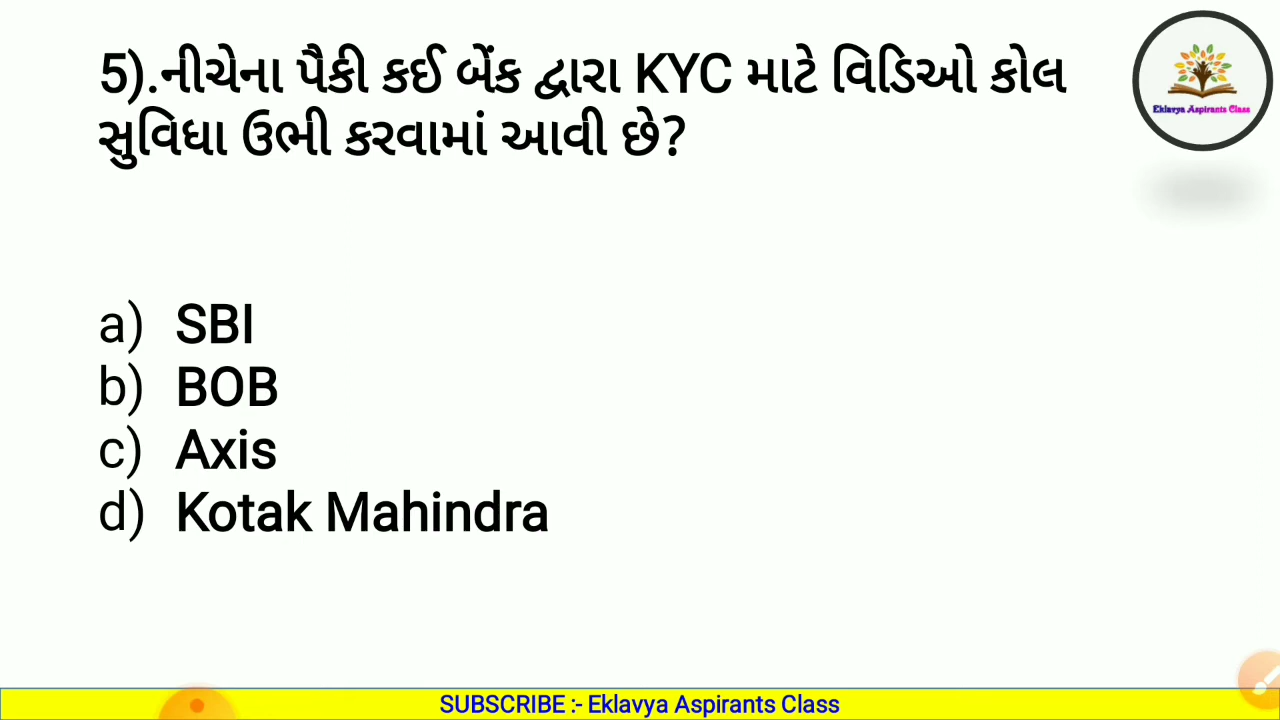 5).નીચેના પૈકી કઈ બેંક દ્વારા KYC માટે વિડિઓ કોલ
સુવિધા ઉભી કરવામાં આવી છે?
Eklavya Aspirants Class
a) SBI
b) BOB
c) Axis
d) Kotak Mahindra
SUBSCRIBE :- Eklavya Aspirants Class